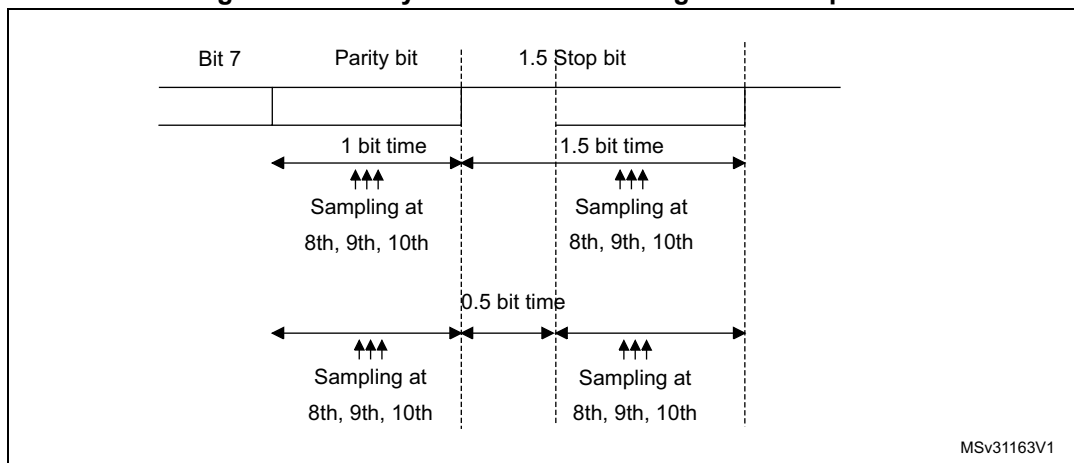 Bit 7 Parity bit 1.5 Stop bit
1 bit time 1.5 bit time
Sampling at Sampling at
8th, 9th, 10th 8th, 9th, 10th
0.5 bit time
Sampling at Sampling at
8th, 9th, 10th 8th, 9th, 10th
MSv31163V1